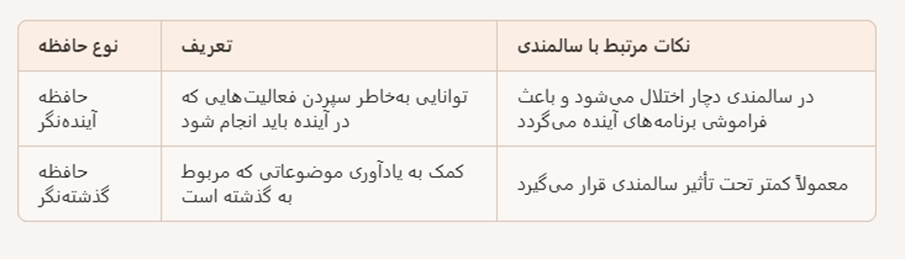 نوع حافظه
تعریف
نکات مرتبط با سالمندی
حافظه
آینده‌نگر
توانایی به‌خاطر سپردن فعالیت‌هایی که
در آینده باید انجام شود
در سالمندی دچار اختلال می‌شود و باعث
فراموشی برنامه‌های آینده می‌گردد
حافظه
گذشته‌نگر
کمک به یادآوری موضوعاتی که مربوط
به گذشته است
معمولاً کمتر تحت تأثیر سالمندی قرار می‌گیرد